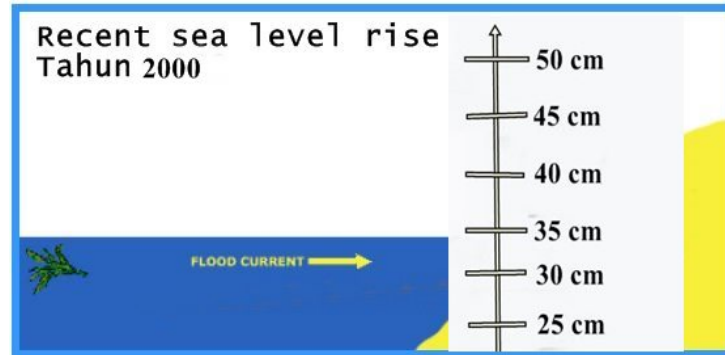 Recent sea level rise
Tahun 2000
50 cm
45 cm
40 cm
35 cm
FLOOD CURRENT
30 cm
25 cm